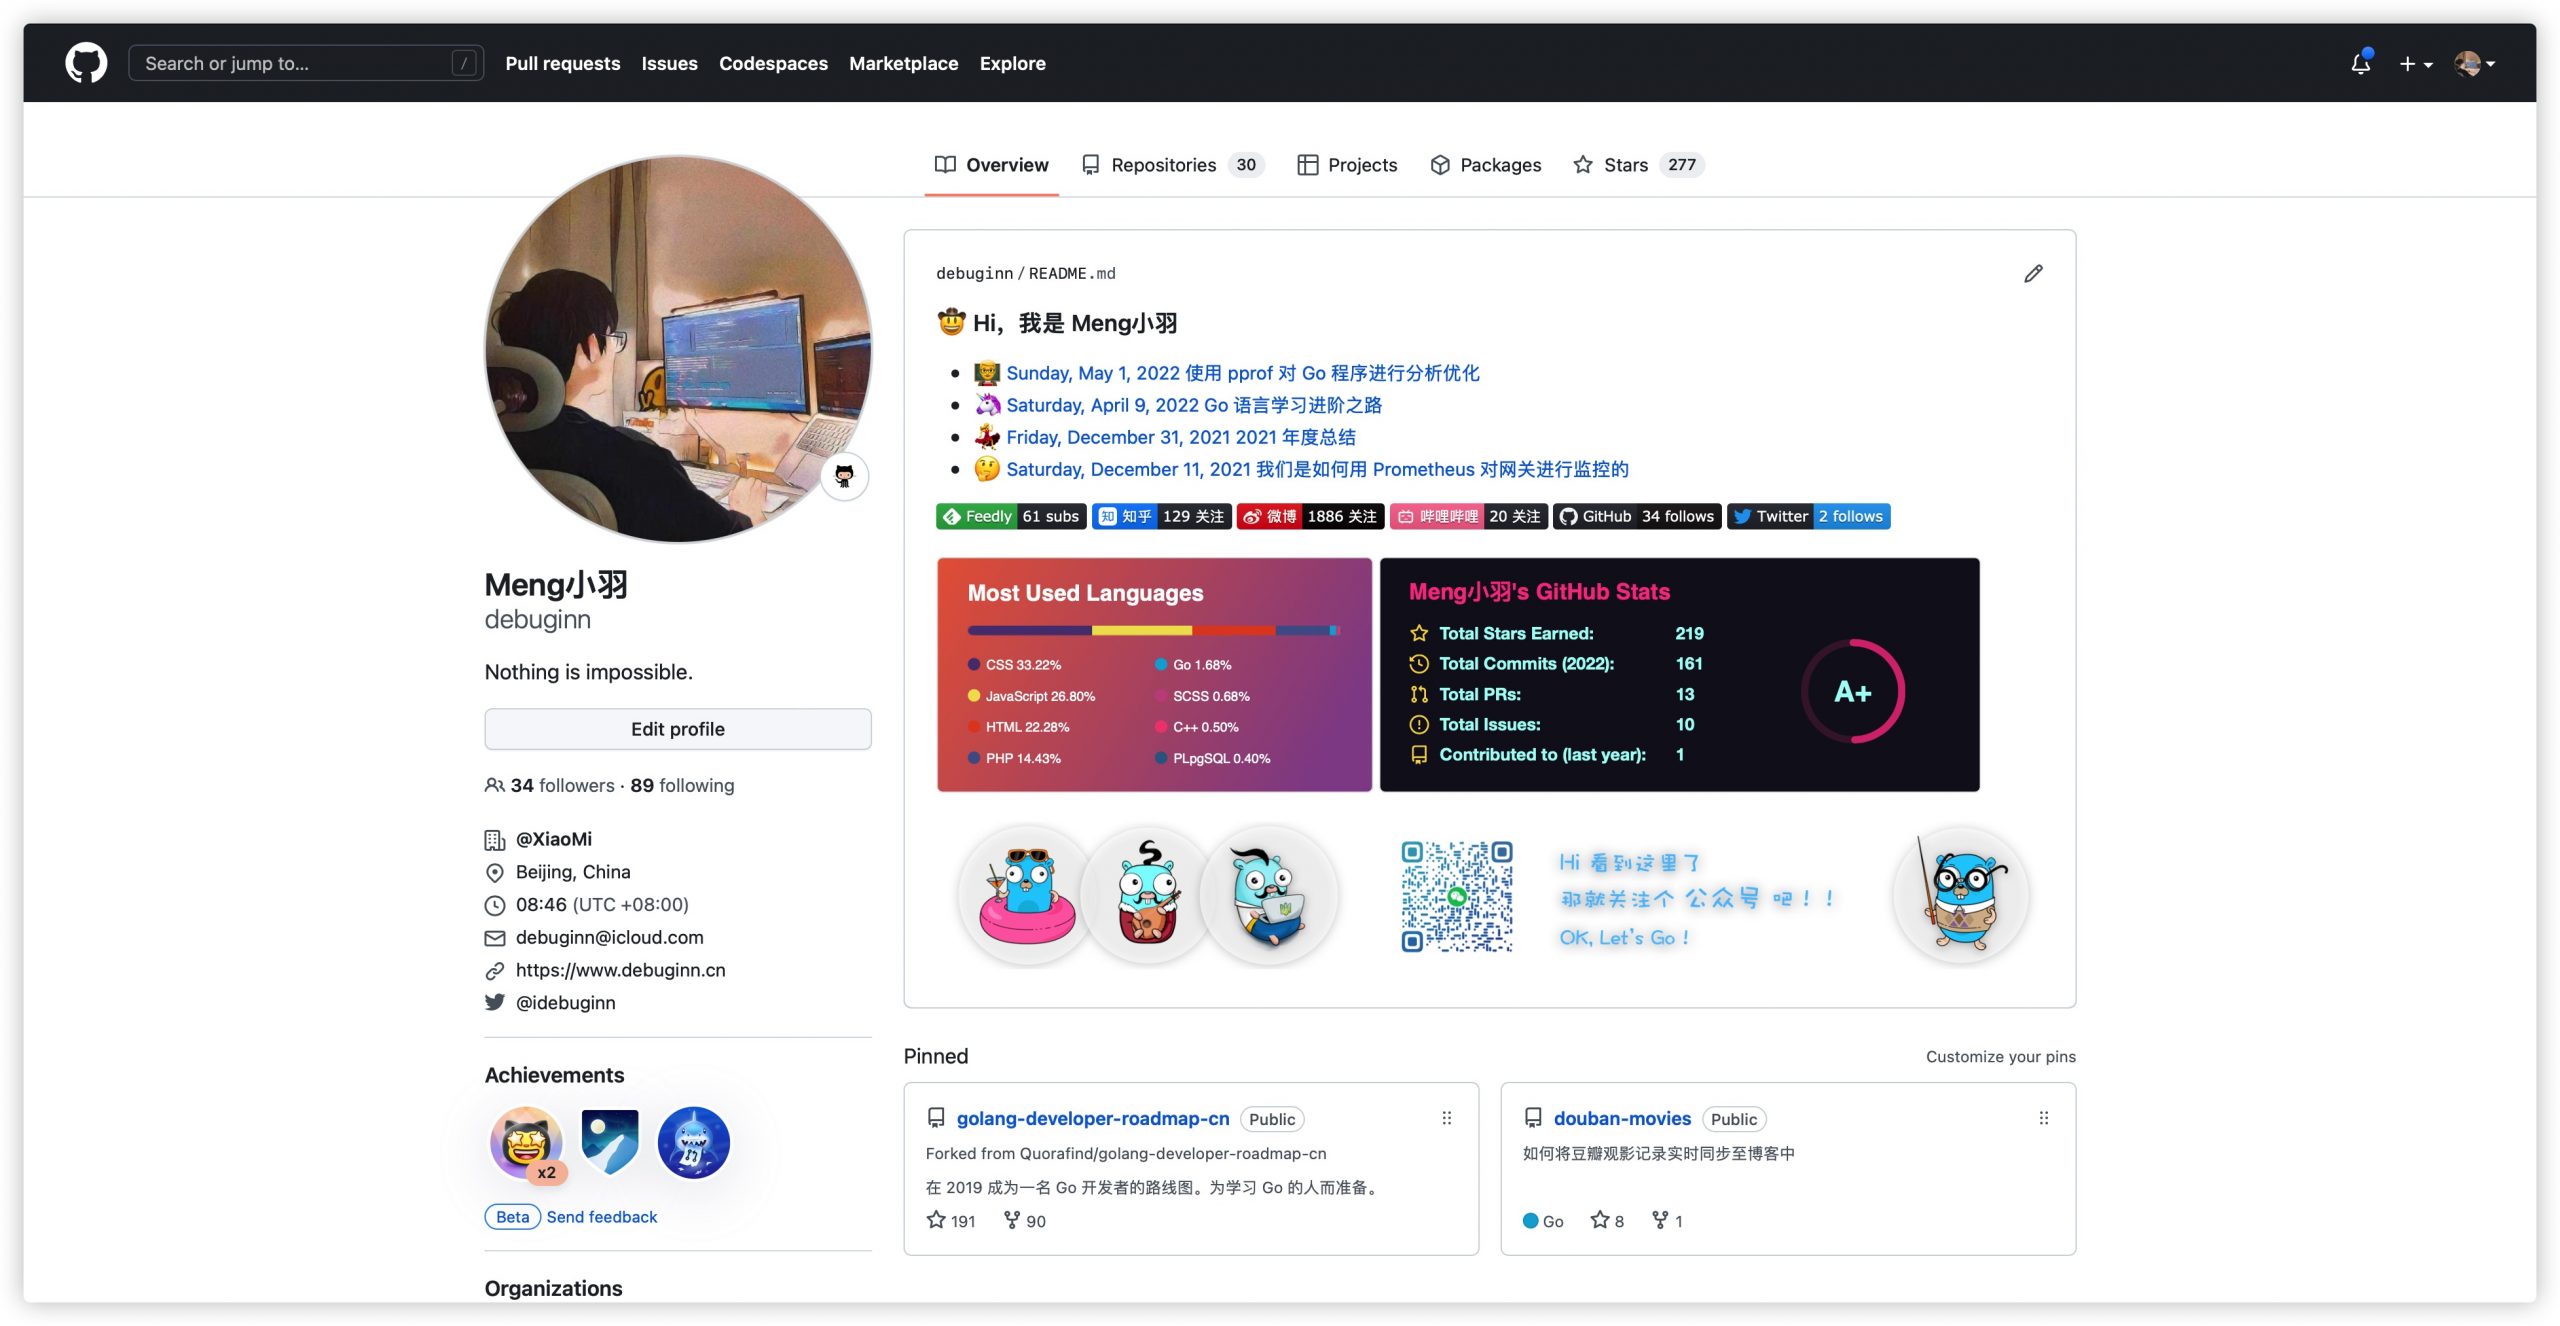 Search or jump to... /
Pull requests Issues Codespaces Marketplace Explore
Overview Repositories 30 Projects Packages Stars 277
debuginn / README.md
Hi，我是 Meng小羽
Sunday, May 1, 2022 使用 pprof 对 Go 程序进行分析优化
Saturday, April 9, 2022 Go 语言学习进阶之路
Friday, December 31, 2021 2021 年度总结
Saturday, December 11, 2021 我们是如何用 Prometheus 对网关进行监控的
Feedly 61 subs 知 知乎 129 关注 微博 1886 关注 哔哩哔哩 20 关注 GitHub 34 follows Twitter 2 follows
Most Used Languages
CSS 33.22%
JavaScript 26.80%
HTML 22.28%
PHP 14.43%
Go 1.68%
SCSS 0.68%
C++ 0.50%
PLpgSQL 0.40%
Meng小羽's GitHub Stats
Total Stars Earned: 219
Total Commits (2022): 161
Total PRs: 13
Total Issues: 10
Contributed to (last year): 1
A+
Hi 看到这里了
那就关注个 公众号 吧！！
OK, Let's Go !
Meng小羽
debuginn
Nothing is impossible.
Edit profile
34 followers · 89 following
@XiaoMi
Beijing, China
08:46 (UTC +08:00)
debuginn@icloud.com
https://www.debuginn.cn
@idebuginn
Achievements
x2
Beta Send feedback
Organizations
Pinned
Customize your pins
golang-developer-roadmap-cn Public
Forked from Quorafind/golang-developer-roadmap-cn
在 2019 成为一名 Go 开发者的路线图。为学习 Go 的人而准备。
191 90
douban-movies Public
如何将豆瓣观影记录实时同步至博客中
Go 8 1